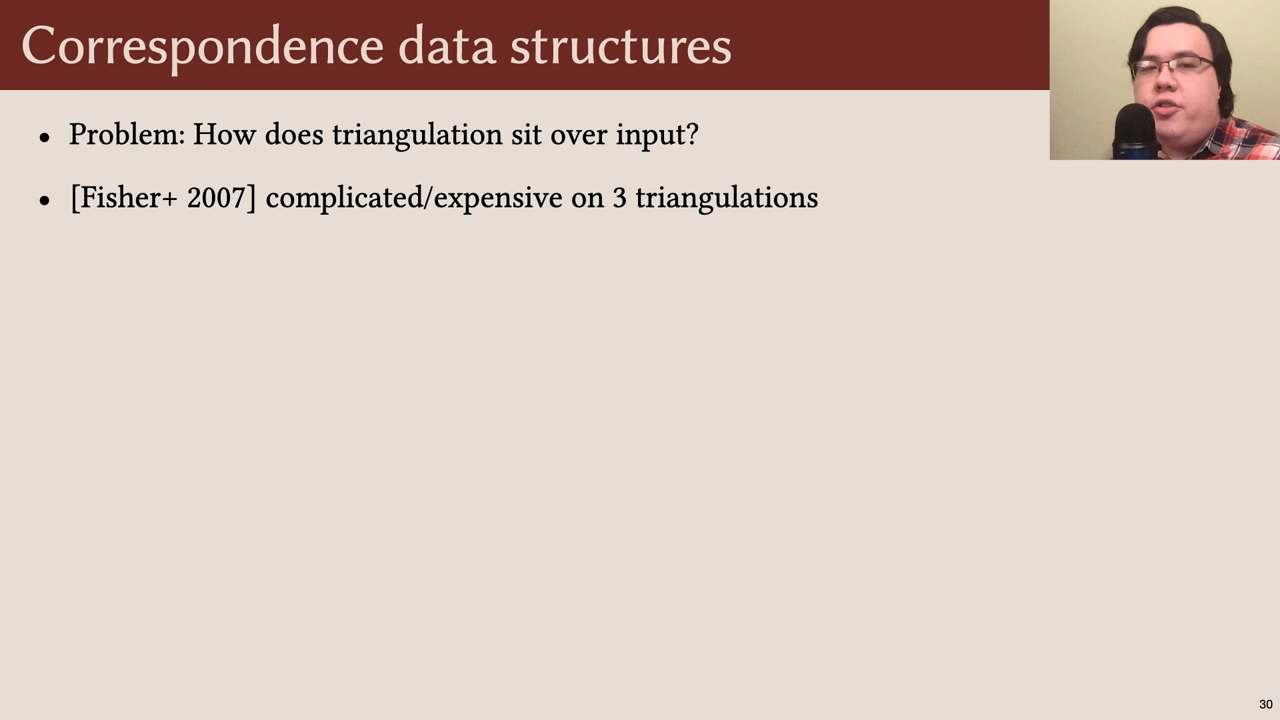 Correspondence data structures
• Problem: How does triangulation sit over input?
• [Fisher+ 2007] complicated/expensive on 3 triangulations
30